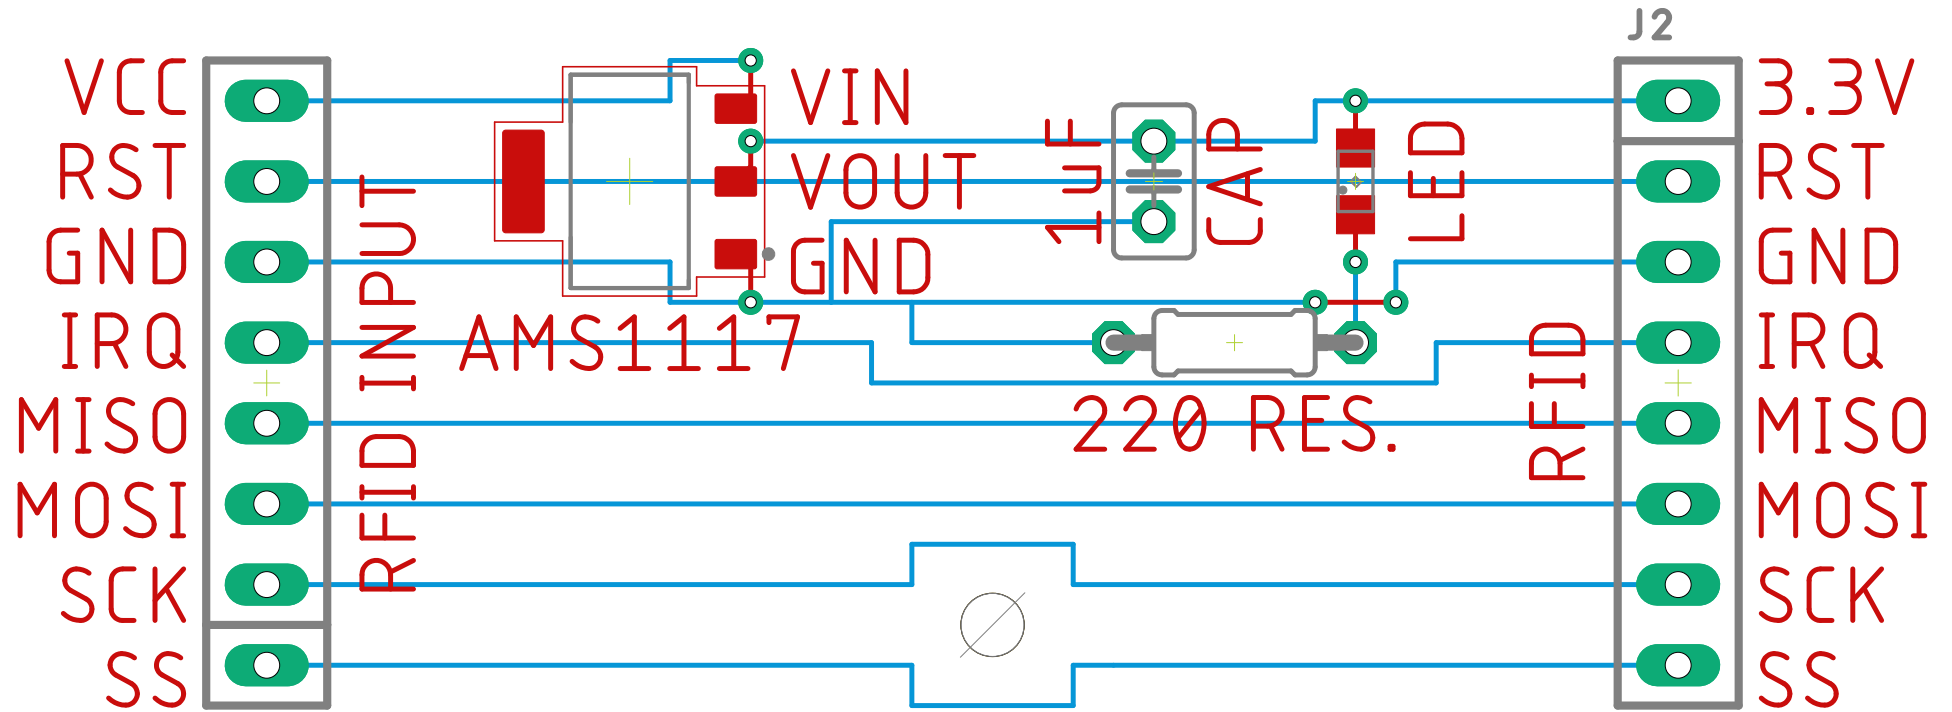 J2
VCC
RST
GND
IRQ
MISO
MOSI
SCK
SS
RFID INPUT
VIN
VOUT
GND
AMS1117
1uF
CAP
LED
220 RES.
RFID
3.3V
RST
GND
IRQ
MISO
MOSI
SCK
SS